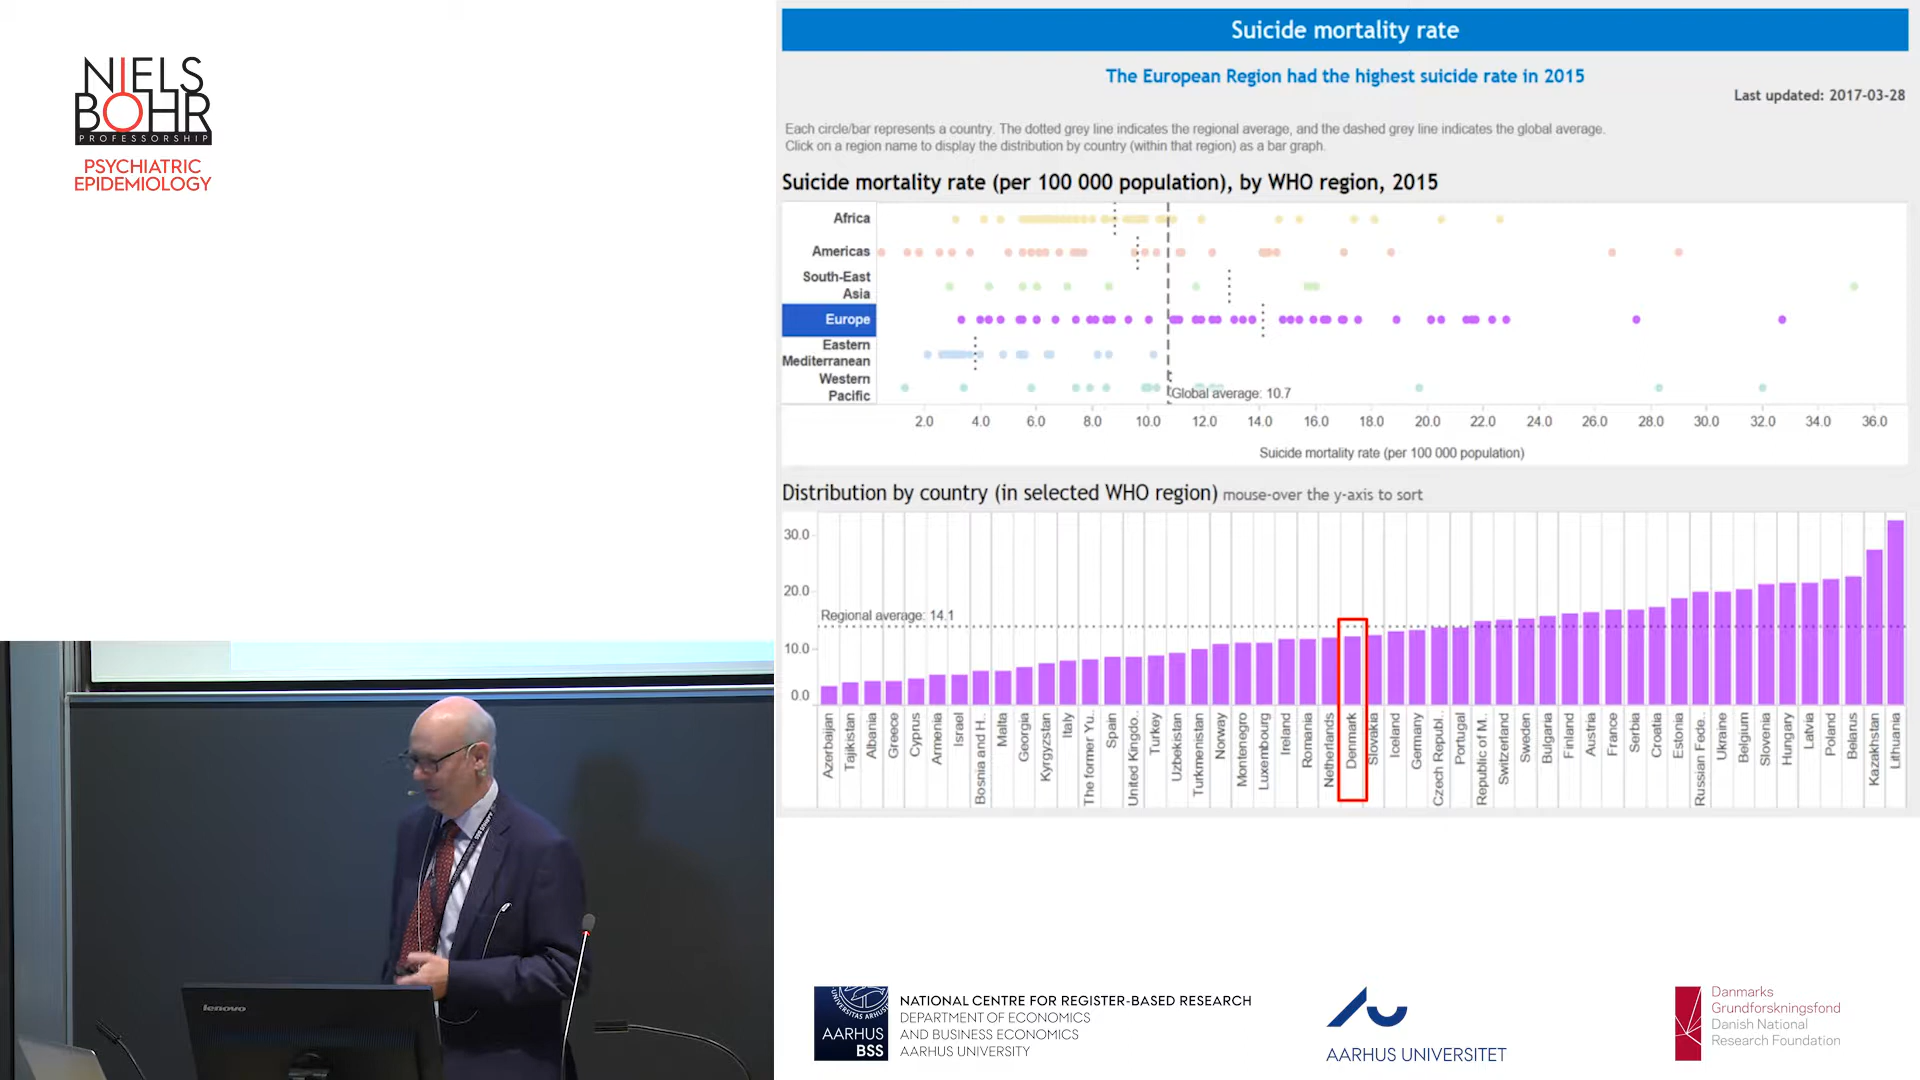 NIELS
BOHR
PROFESSORSHIP
PSYCHIATRIC
EPIDEMIOLOGY
Suicide mortality rate
The European Region had the highest suicide rate in 2015
Last updated: 2017-03-28
Each circle/bar represents a country. The dotted grey line indicates the regional average, and the dashed grey line indicates the global average.
Click on a region name to display the distribution by country (within that region) as a bar graph.
Suicide mortality rate (per 100 000 population), by WHO region, 2015
Africa
Americas
South-East
Asia
Europe
Eastern
Mediterranean
Western
Pacific
Global average: 10.7
2.0 4.0 6.0 8.0 10.0 12.0 14.0 16.0 18.0 20.0 22.0 24.0 26.0 28.0 30.0 32.0 34.0 36.0
Suicide mortality rate (per 100 000 population)
Distribution by country (in selected WHO region) mouse-over the y-axis to sort
30.0
20.0
Regional average: 14.1
10.0
0.0
Azerbaijan
Tajikistan
Albania
Greece
Cyprus
Armenia
Israel
Bosnia and H..
Malta
Georgia
Kyrgyzstan
Italy
The former Yu..
Spain
United Kingdo..
Turkey
Uzbekistan
Turkmenistan
Norway
Montenegro
Luxembourg
Ireland
Romania
Netherlands
Denmark
Slovakia
Iceland
Germany
Czech Republ..
Portugal
Republic of M..
Switzerland
Sweden
Bulgaria
Finland
Austria
France
Serbia
Croatia
Estonia
Russian Fede..
Ukraine
Belgium
Slovenia
Hungary
Latvia
Poland
Belarus
Kazakhstan
Lithuania
lenovo
AARHUS
BSS
NATIONAL CENTRE FOR REGISTER-BASED RESEARCH
DEPARTMENT OF ECONOMICS
AND BUSINESS ECONOMICS
AARHUS UNIVERSITY
AARHUS UNIVERSITET
Danmarks
Grundforskningsfond
Danish National
Research Foundation